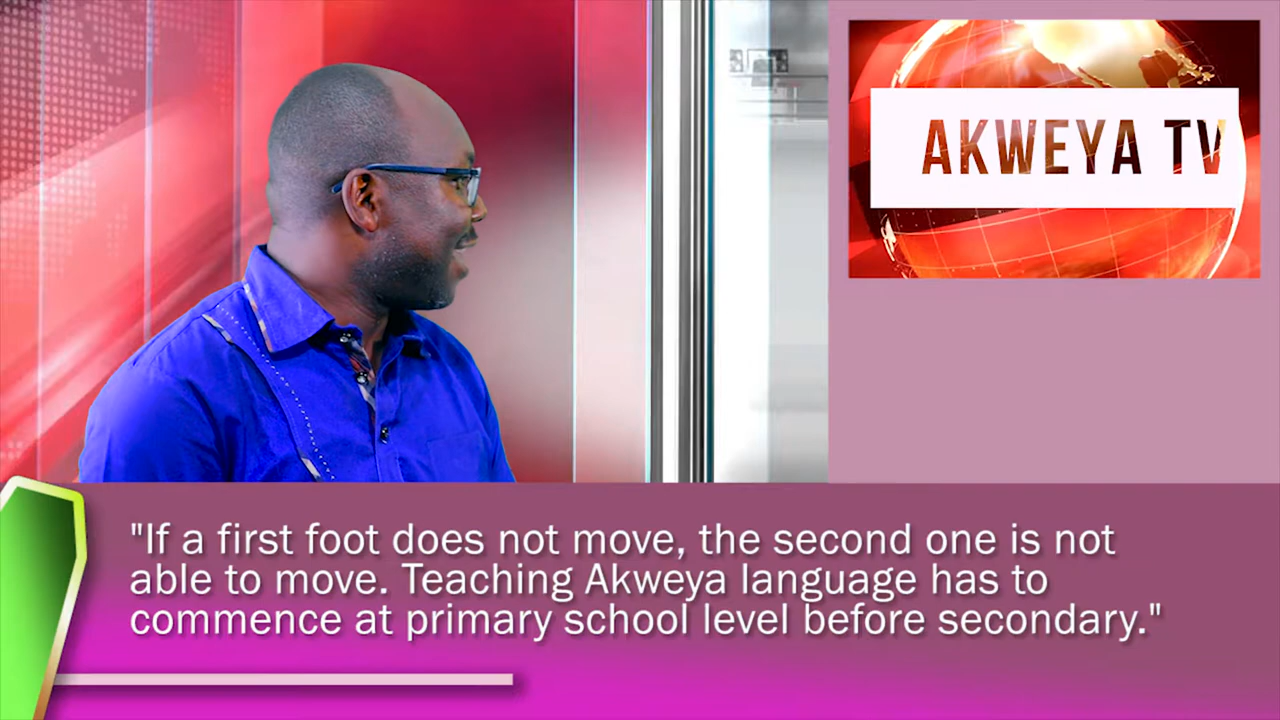 AKWEYA TV
"If a first foot does not move, the second one is not
able to move. Teaching Akweya language has to
commence at primary school level before secondary."